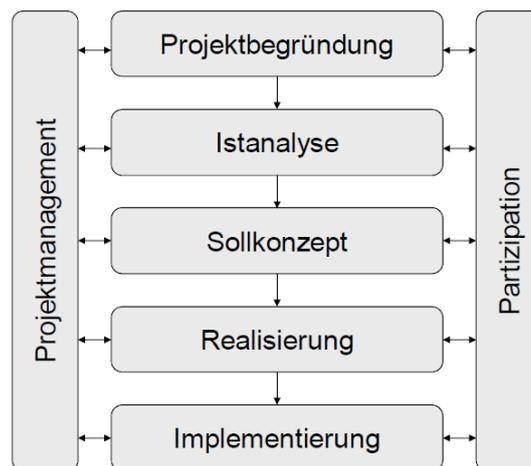 Projektmanagement
Projektbegründung
Istanalyse
Sollkonzept
Realisierung
Implementierung
Partizipation